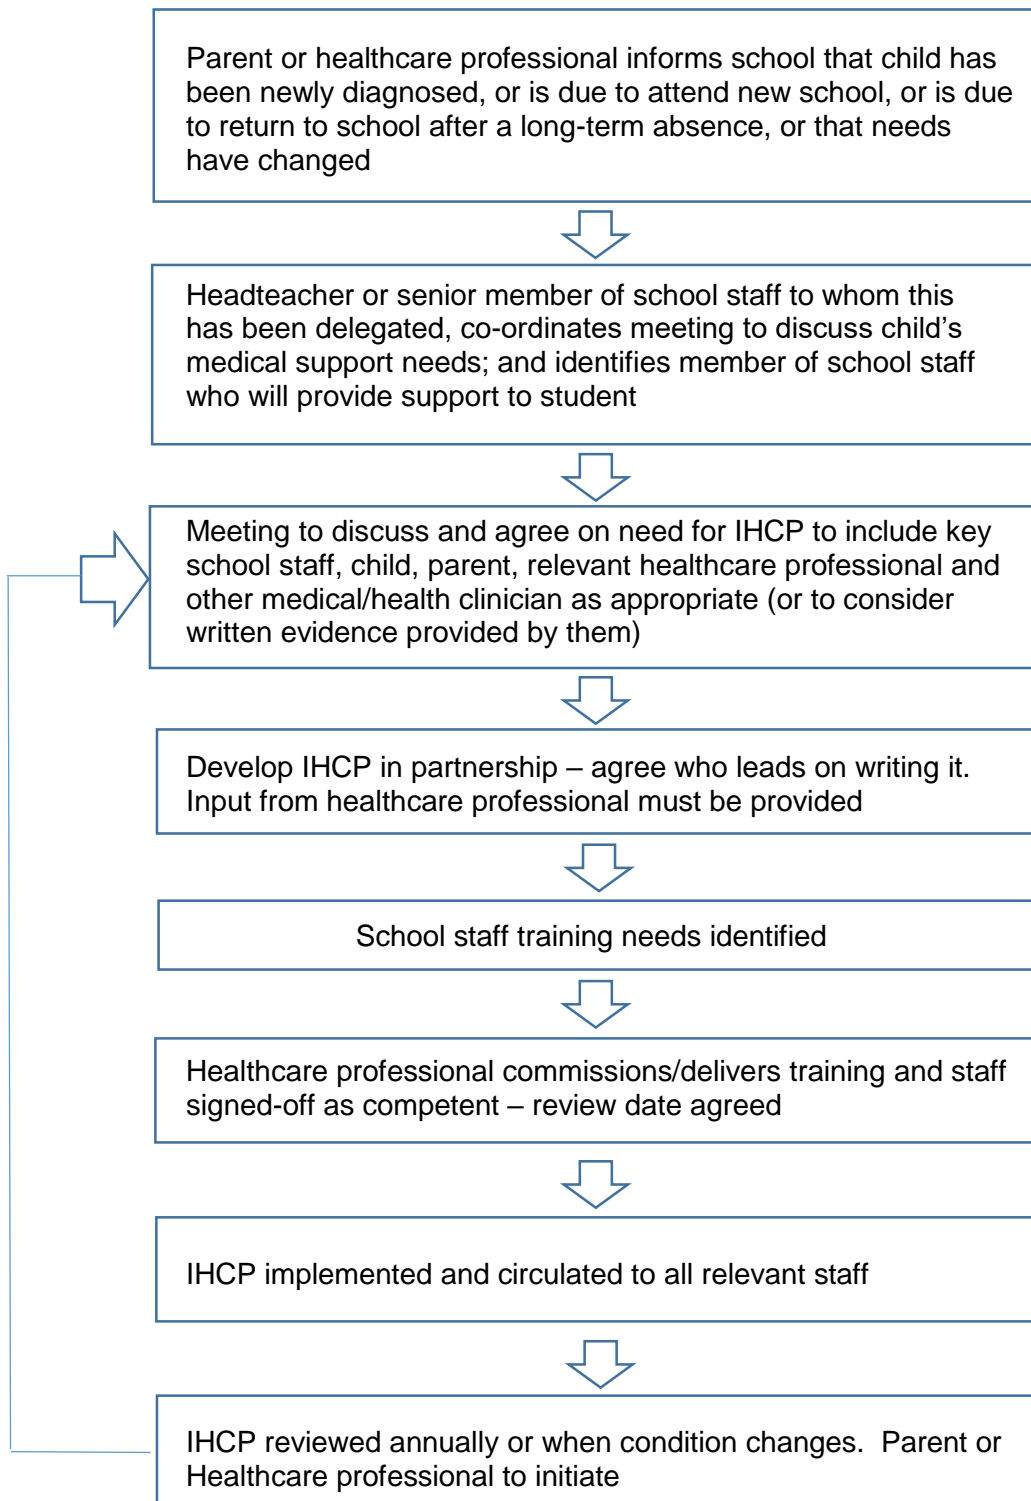 Parent or healthcare professional informs school that child has
been newly diagnosed, or is due to attend new school, or is due
to return to school after a long-term absence, or that needs
have changed
Headteacher or senior member of school staff to whom this
has been delegated, co-ordinates meeting to discuss child's
medical support needs; and identifies member of school staff
who will provide support to student
Meeting to discuss and agree on need for IHCP to include key
school staff, child, parent, relevant healthcare professional and
other medical/health clinician as appropriate (or to consider
written evidence provided by them)
Develop IHCP in partnership – agree who leads on writing it.
Input from healthcare professional must be provided
School staff training needs identified
Healthcare professional commissions/delivers training and staff
signed-off as competent – review date agreed
IHCP implemented and circulated to all relevant staff
IHCP reviewed annually or when condition changes.  Parent or
Healthcare professional to initiate